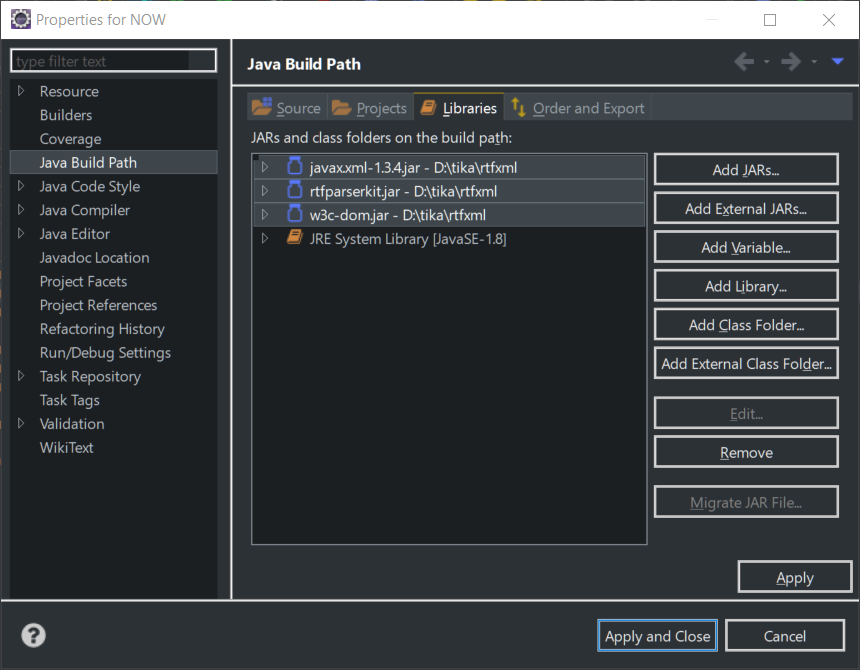 Properties for NOW
type filter text
Resource
Builders
Coverage
Java Build Path
Java Code Style
Java Compiler
Java Editor
Javadoc Location
Project Facets
Project References
Refactoring History
Run/Debug Settings
Task Repository
Task Tags
Validation
WikiText
Java Build Path
Source Projects Libraries Order and Export
JARs and class folders on the build path:
javax.xml-1.3.4.jar - D:\tika\rtfxml
rtfparserkit.jar - D:\tika\rtfxml
w3c-dom.jar - D:\tika\rtfxml
JRE System Library [JavaSE-1.8]
Add JARs...
Add External JARs...
Add Variable...
Add Library...
Add Class Folder...
Add External Class Folder...
Edit...
Remove
Migrate JAR File...
Apply
?
Apply and Close Cancel